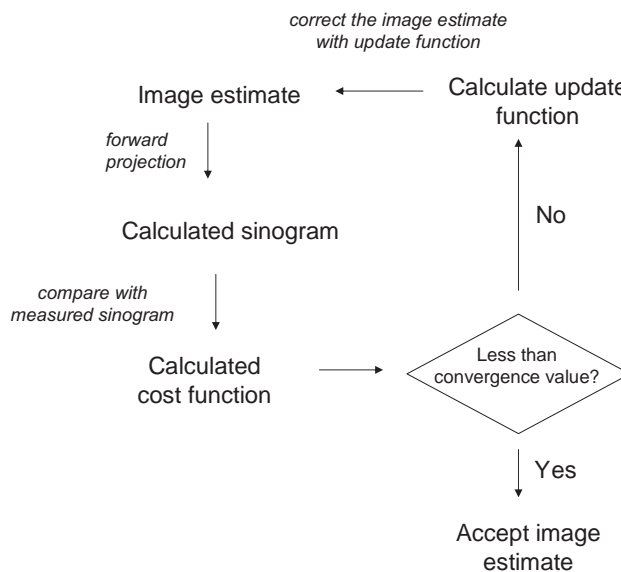 correct the image estimate
with update function
Image estimate
Calculate update
function
forward
projection
No
Calculated sinogram
compare with
measured sinogram
Less than
convergence value?
Calculated
cost function
Yes
Accept image
estimate